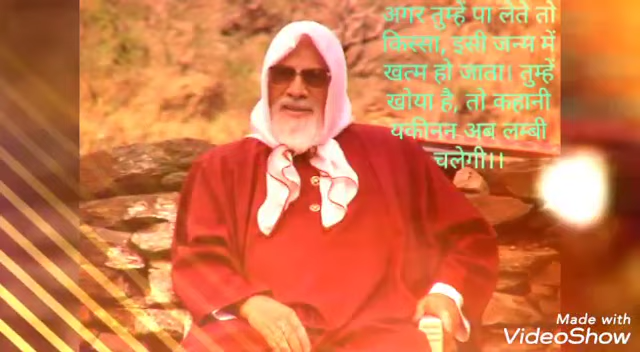 अगर तुम्हें पा लेते तो
किस्सा, इसी जन्म में
खत्म हो जाता। तुम्हें
खोया है, तो कहानी
यकीनन अब लम्बी
चलेगी।।
Made with
VideoShow